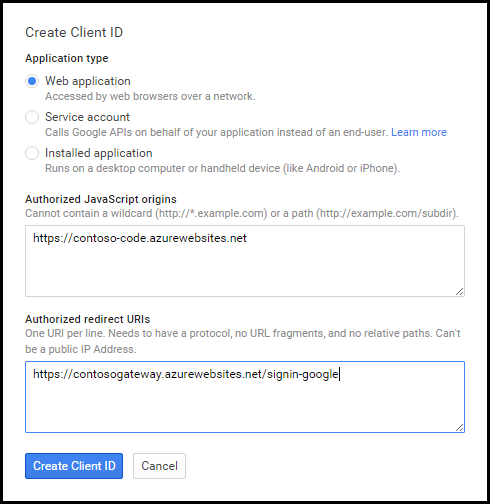 Create Client ID
Application type
Web application
Accessed by web browsers over a network.
Service account
Calls Google APIs on behalf of your application instead of an end-user. Learn more
Installed application
Runs on a desktop computer or handheld device (like Android or iPhone).
Authorized JavaScript origins
Cannot contain a wildcard (http://*.example.com) or a path (http://example.com/subdir).
https://contoso-code.azurewebsites.net
Authorized redirect URIs
One URI per line. Needs to have a protocol, no URL fragments, and no relative paths. Can't
be a public IP Address.
https://contosogateway.azurewebsites.net/signin-google
Create Client ID Cancel